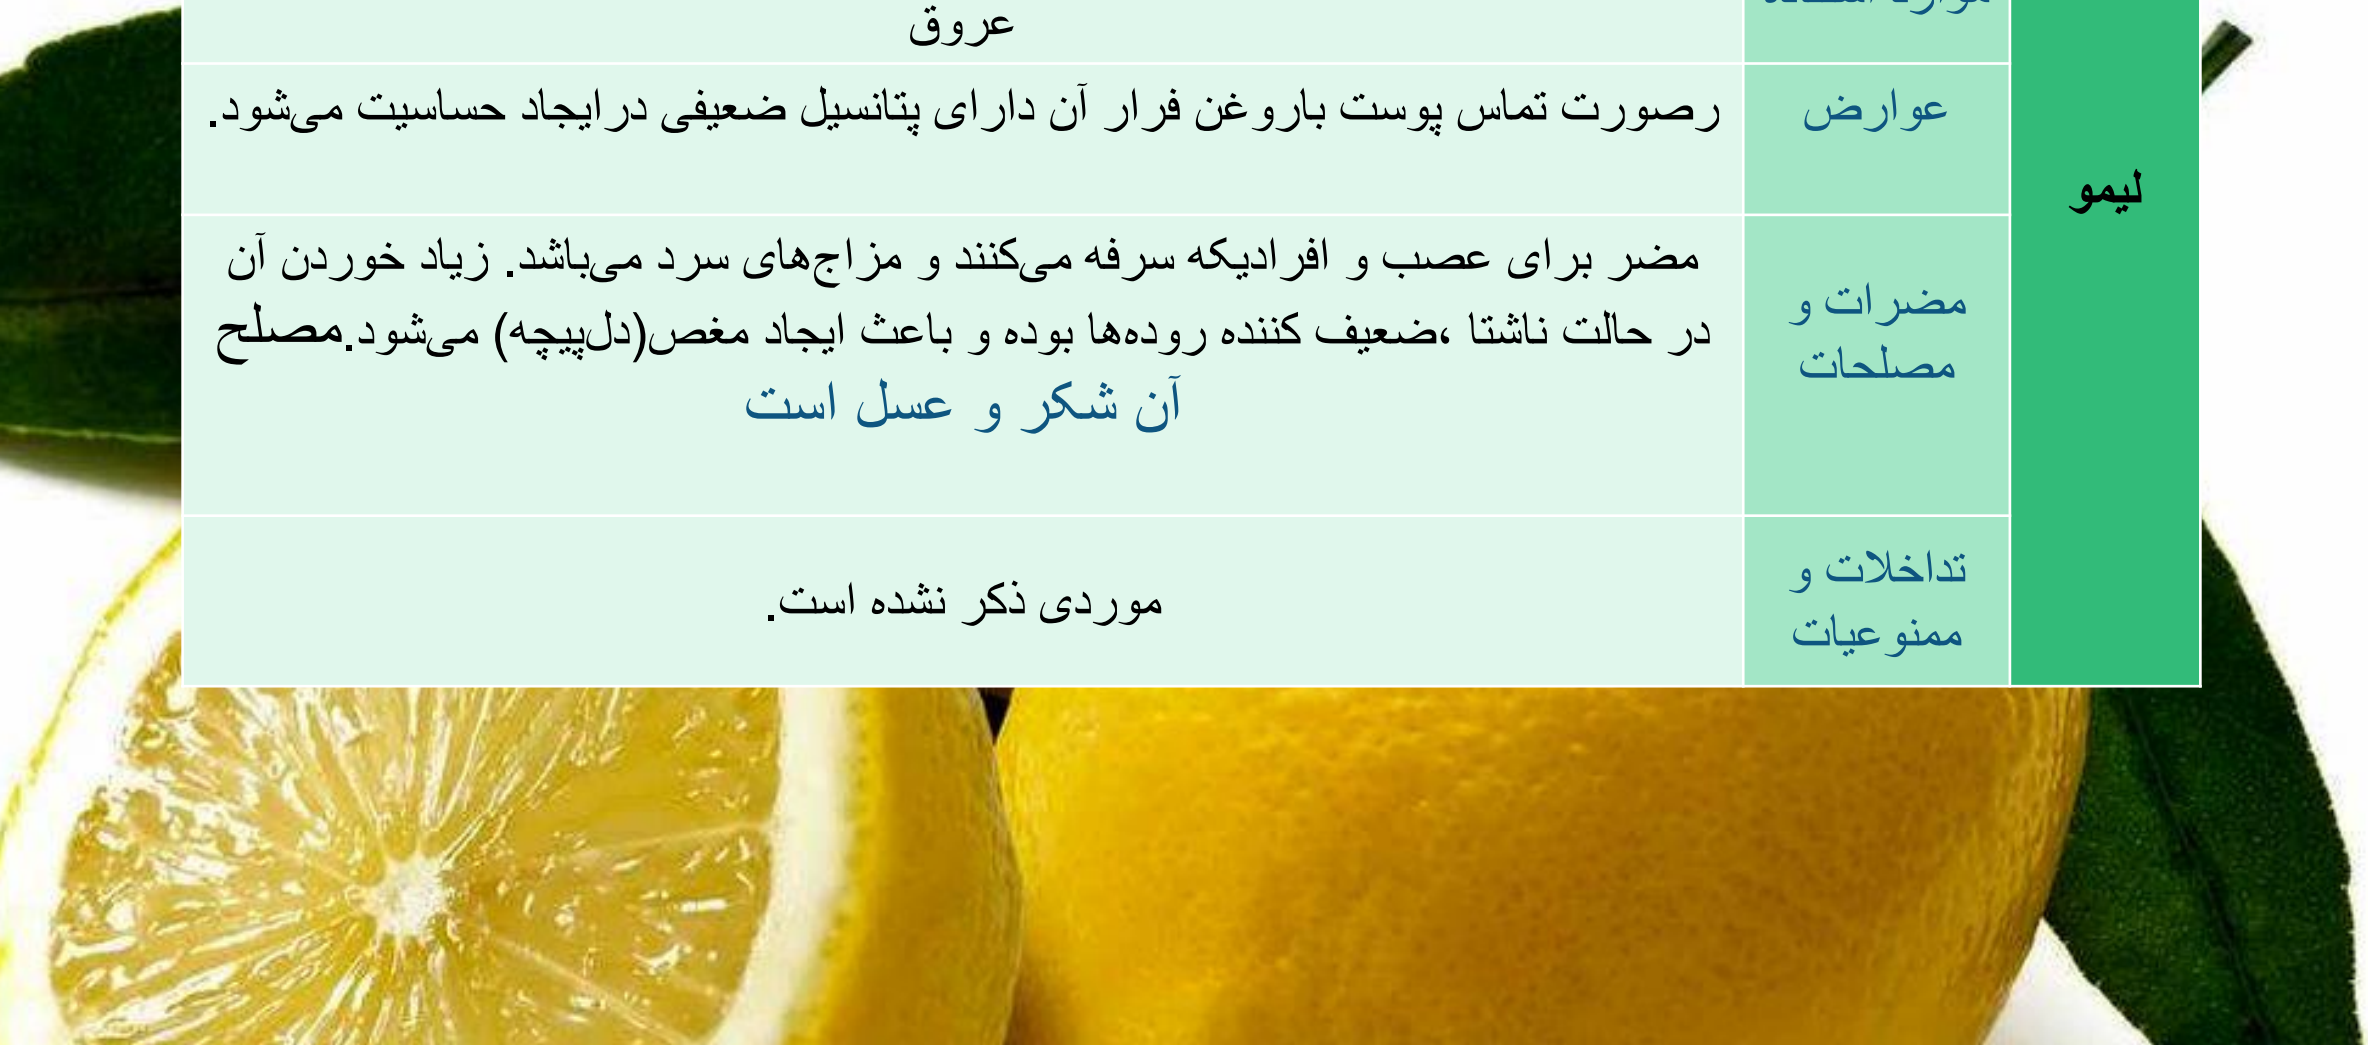 لیمو
عروق
عوارض
رصورت تماس پوست باروغن فرار آن دارای پتانسیل ضعیفی درایجاد حساسیت می‌شود.
مضرات و
مصلحات
مضر برای عصب و افرادیکه سرفه می‌کنند و مزاج‌های سرد می‌باشد. زیاد خوردن آن
در حالت ناشتا ،ضعیف کننده روده‌ها بوده و باعث ایجاد مغص(دل‌پیچه) می‌شود.مصلح
آن شکر و عسل است
تداخلات و
ممنوعیات
موردی ذکر نشده است.